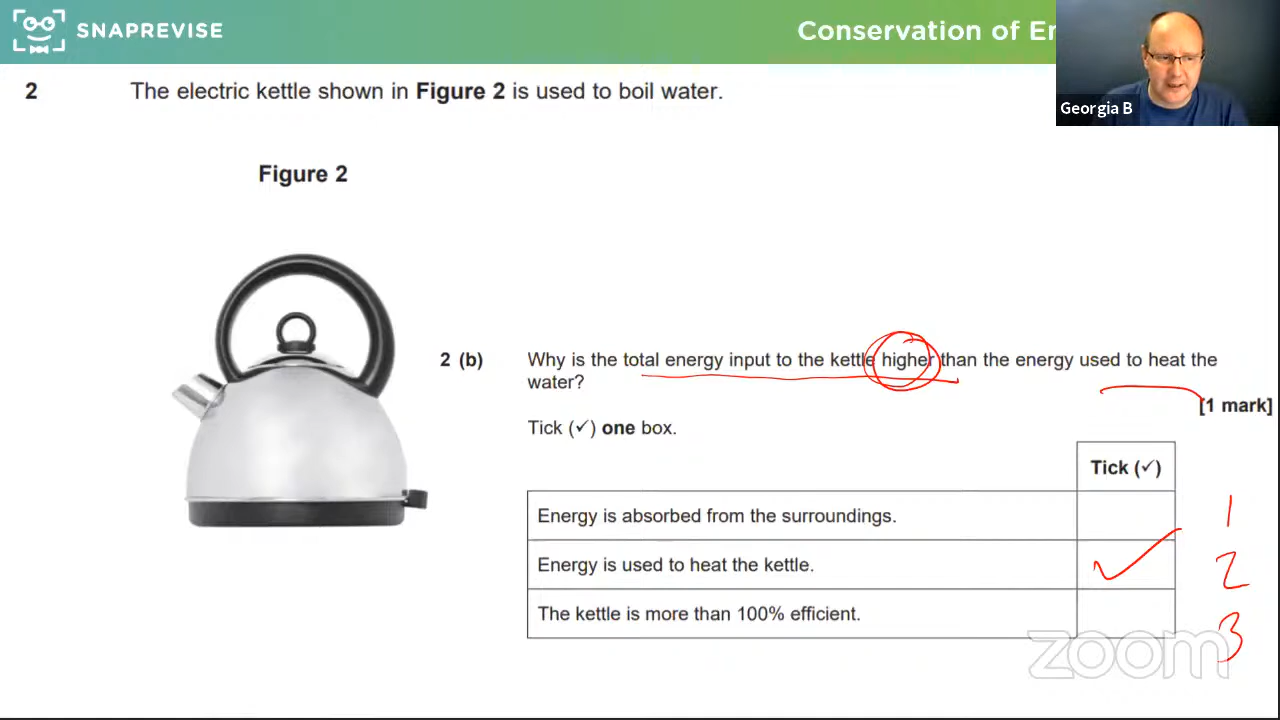 SNAPREVISE
Conservation of En
Georgia B
2 The electric kettle shown in Figure 2 is used to boil water.
Figure 2
2 (b) Why is the total energy input to the kettle higher than the energy used to heat the
water?
[1 mark]
Tick (✓) one box.
Tick (✓)
Energy is absorbed from the surroundings. 1
Energy is used to heat the kettle. ✓ 2
The kettle is more than 100% efficient. 3
zoom